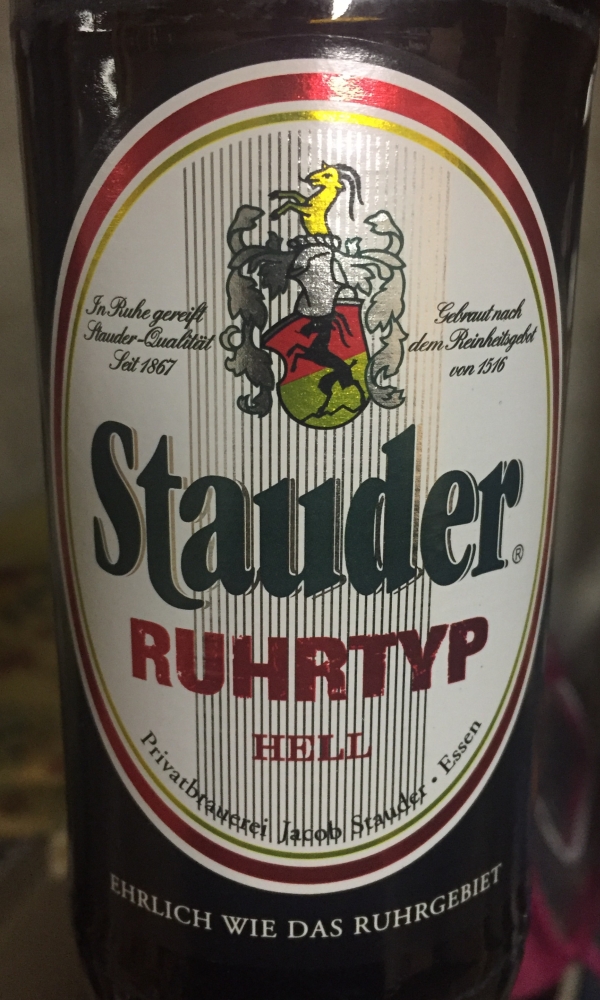 In Ruhe gereift
Stauder-Qualität
Seit 1867
Gebraut nach
dem Reinheitsgebot
von 1516
Stauder®
RUHRTYP
HELL
Privatbrauerei Jacob Stauder • Essen
EHRLICH WIE DAS RUHRGEBIET